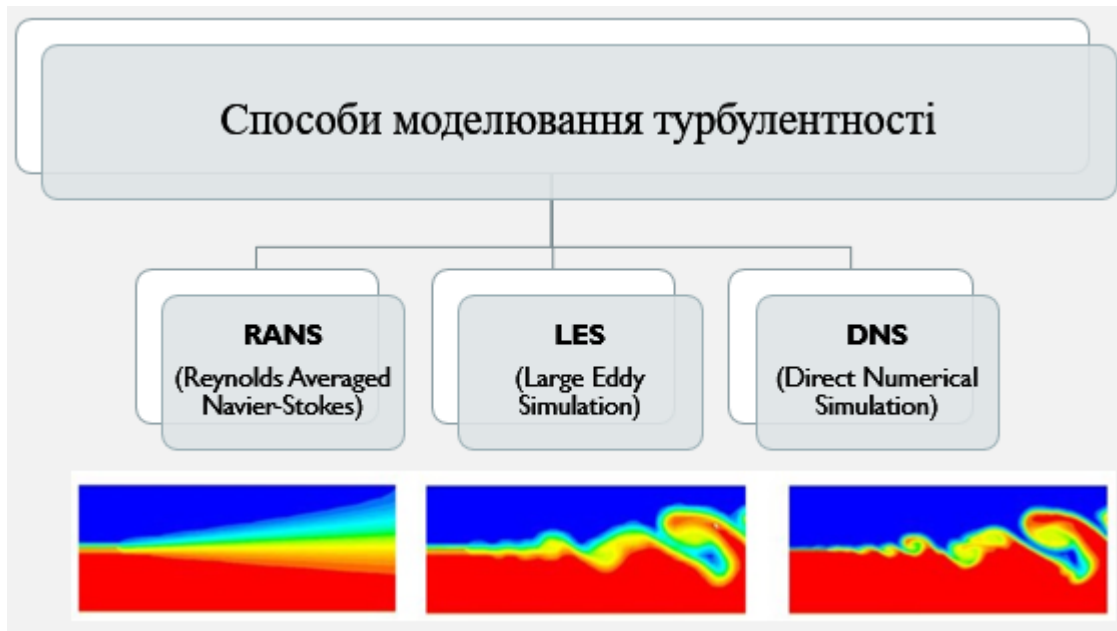 Способи моделювання турбулентності
RANS
(Reynolds Averaged
Navier-Stokes)
LES
(Large Eddy
Simulation)
DNS
(Direct Numerical
Simulation)